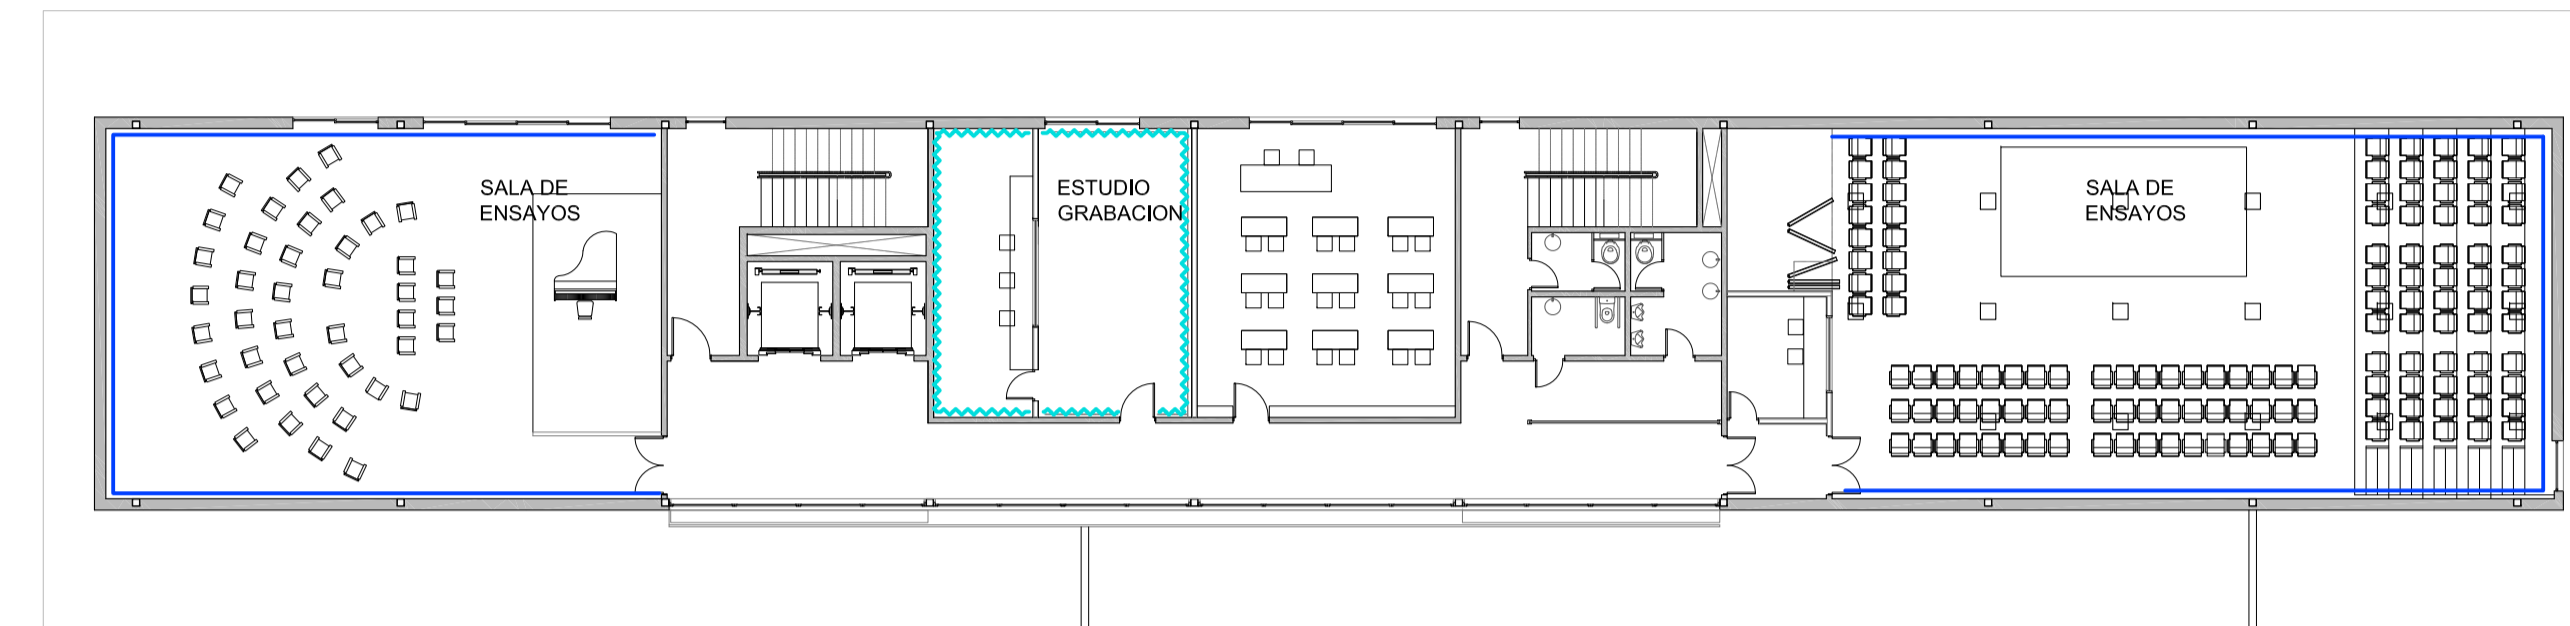 SALA DE
ENSAYOS
ESTUDIO
GRABACION
SALA DE
ENSAYOS